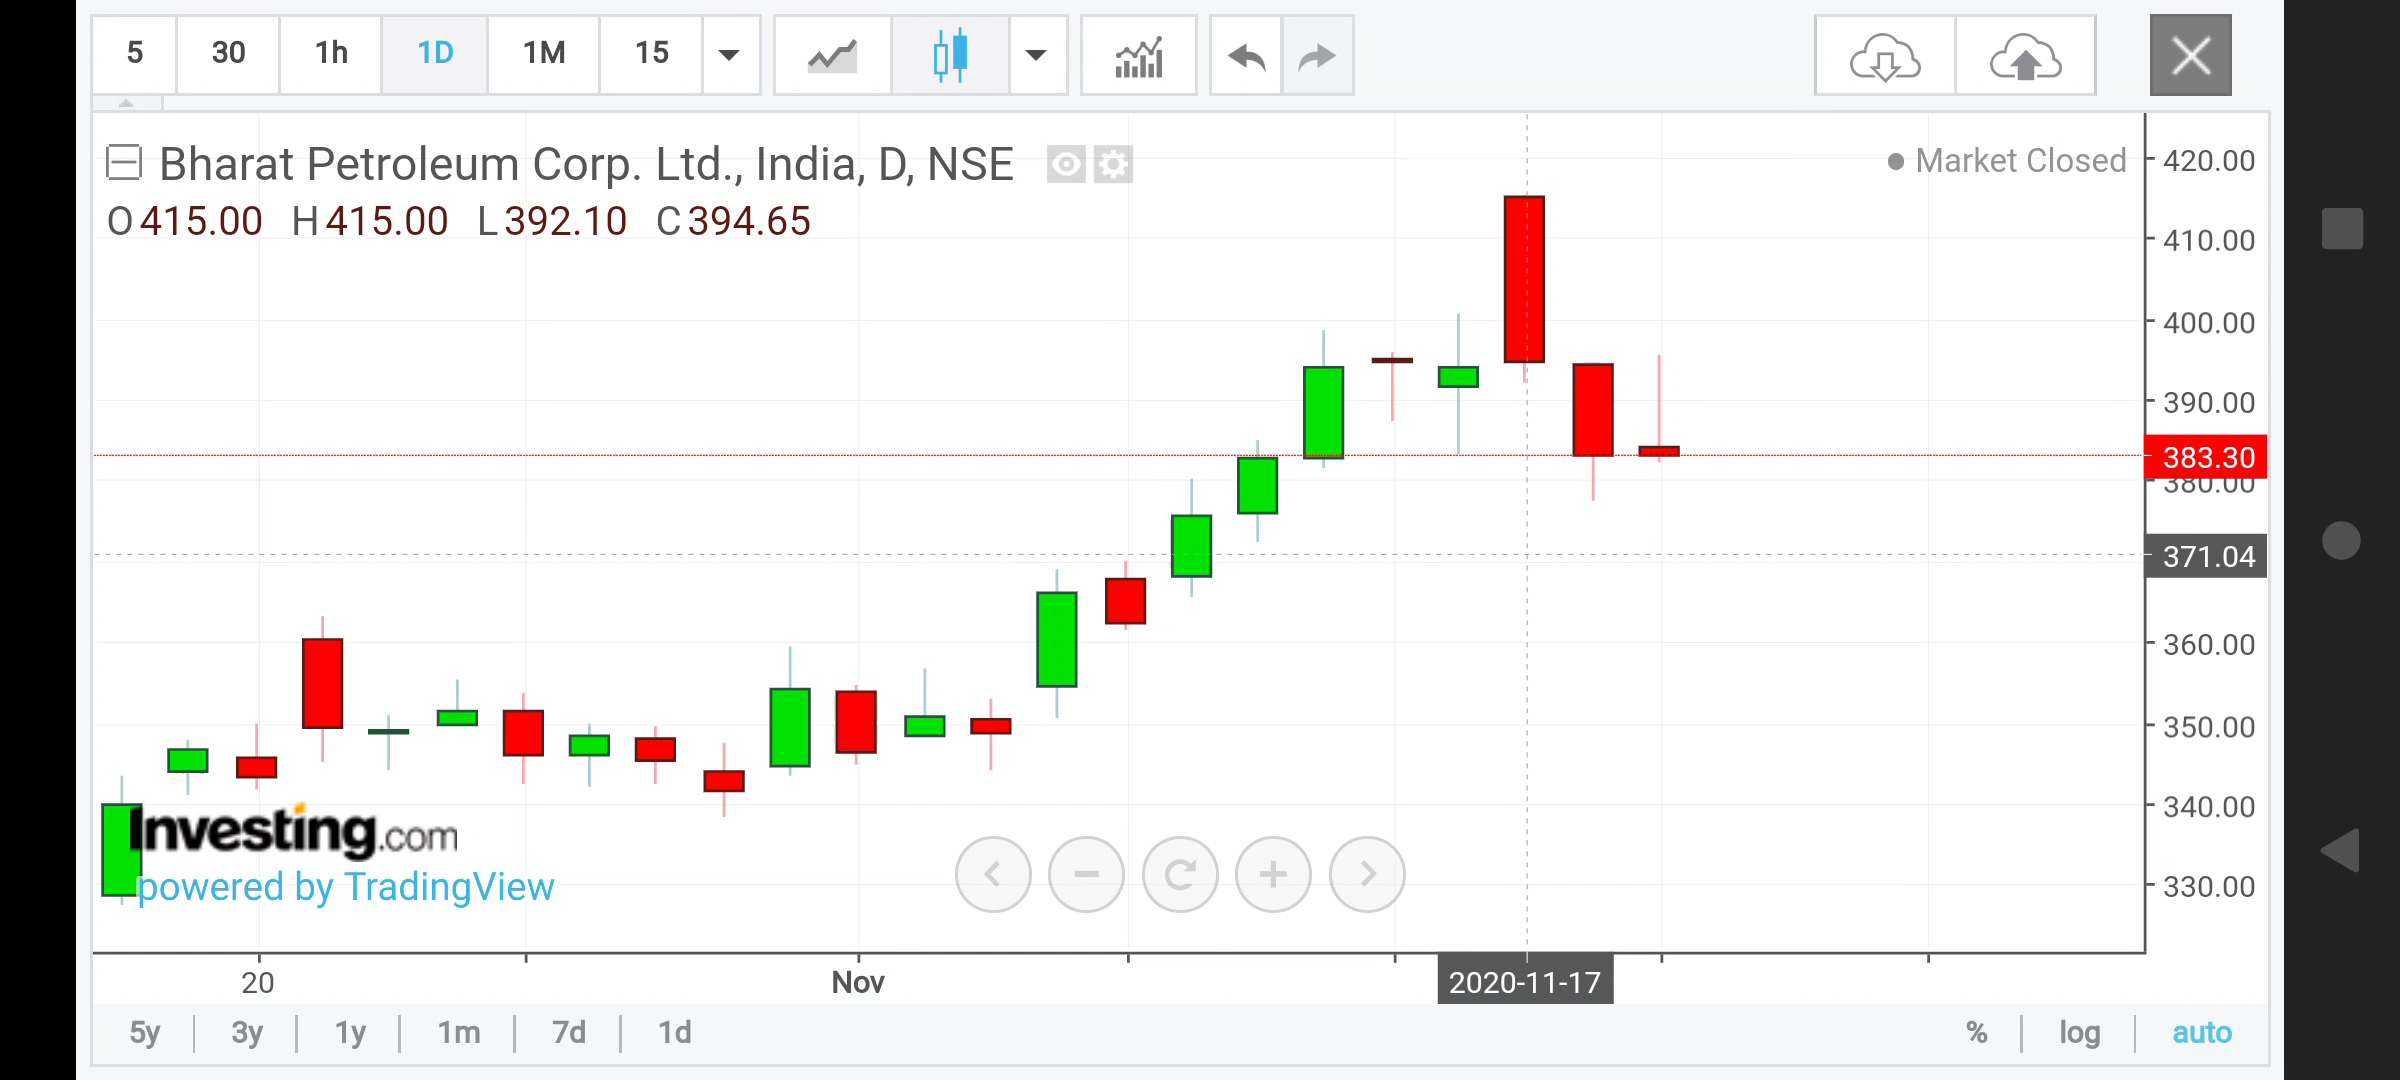 5 30 1h 1D 1M 15
Bharat Petroleum Corp. Ltd., India, D, NSE
Market Closed
O 415.00 H 415.00 L 392.10 C 394.65
420.00
410.00
400.00
390.00
383.30
380.00
371.04
360.00
350.00
340.00
330.00
Investing.com
powered by TradingView
20 Nov 2020-11-17
5y 3y 1y 1m 7d 1d % log auto